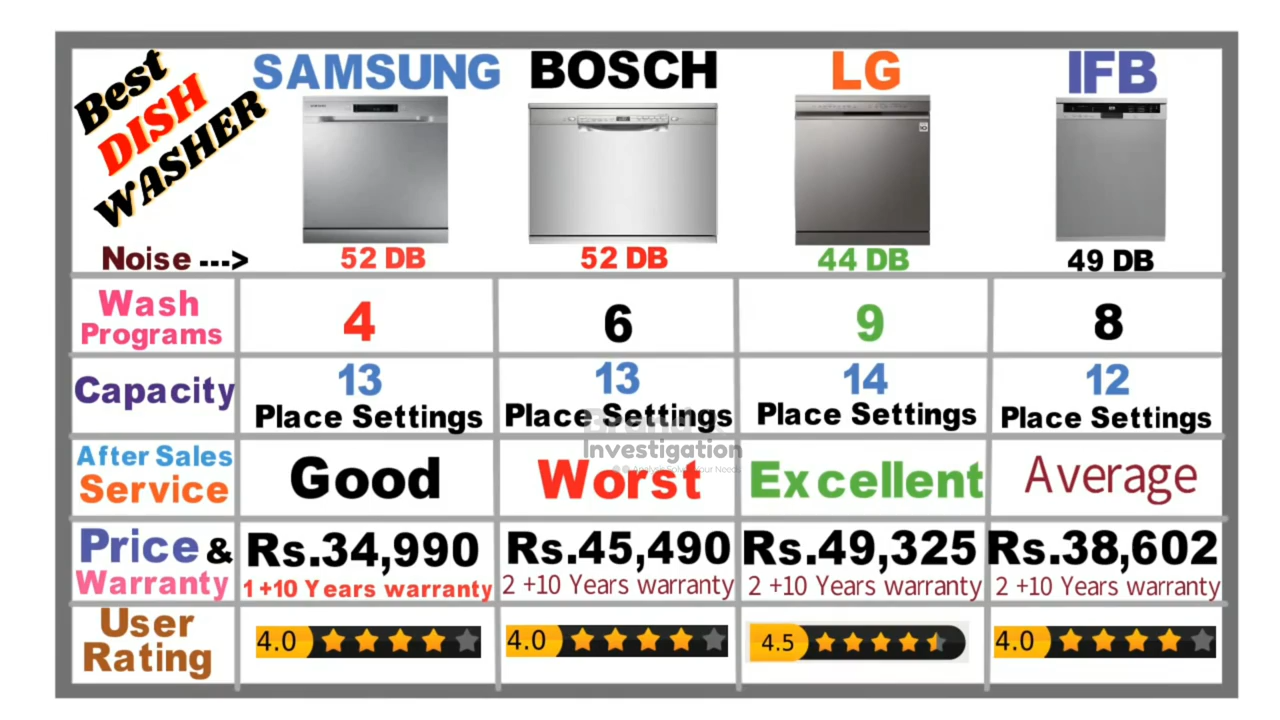 Best
DISH
WASHER
SAMSUNG BOSCH LG IFB
Noise ---> 52 DB 52 DB 44 DB 49 DB
Wash
Programs 4 6 9 8
Capacity 13 13 14 12
Place Settings Place Settings Place Settings Place Settings
Investigation
After Sales
Service Good Worst Excellent Average
Price & Rs.34,990 Rs.45,490 Rs.49,325 Rs.38,602
Warranty 1+10 Years warranty 2 +10 Years warranty 2 +10 Years warranty 2 +10 Years warranty
User
Rating 4.0 4.0 4.5 4.0